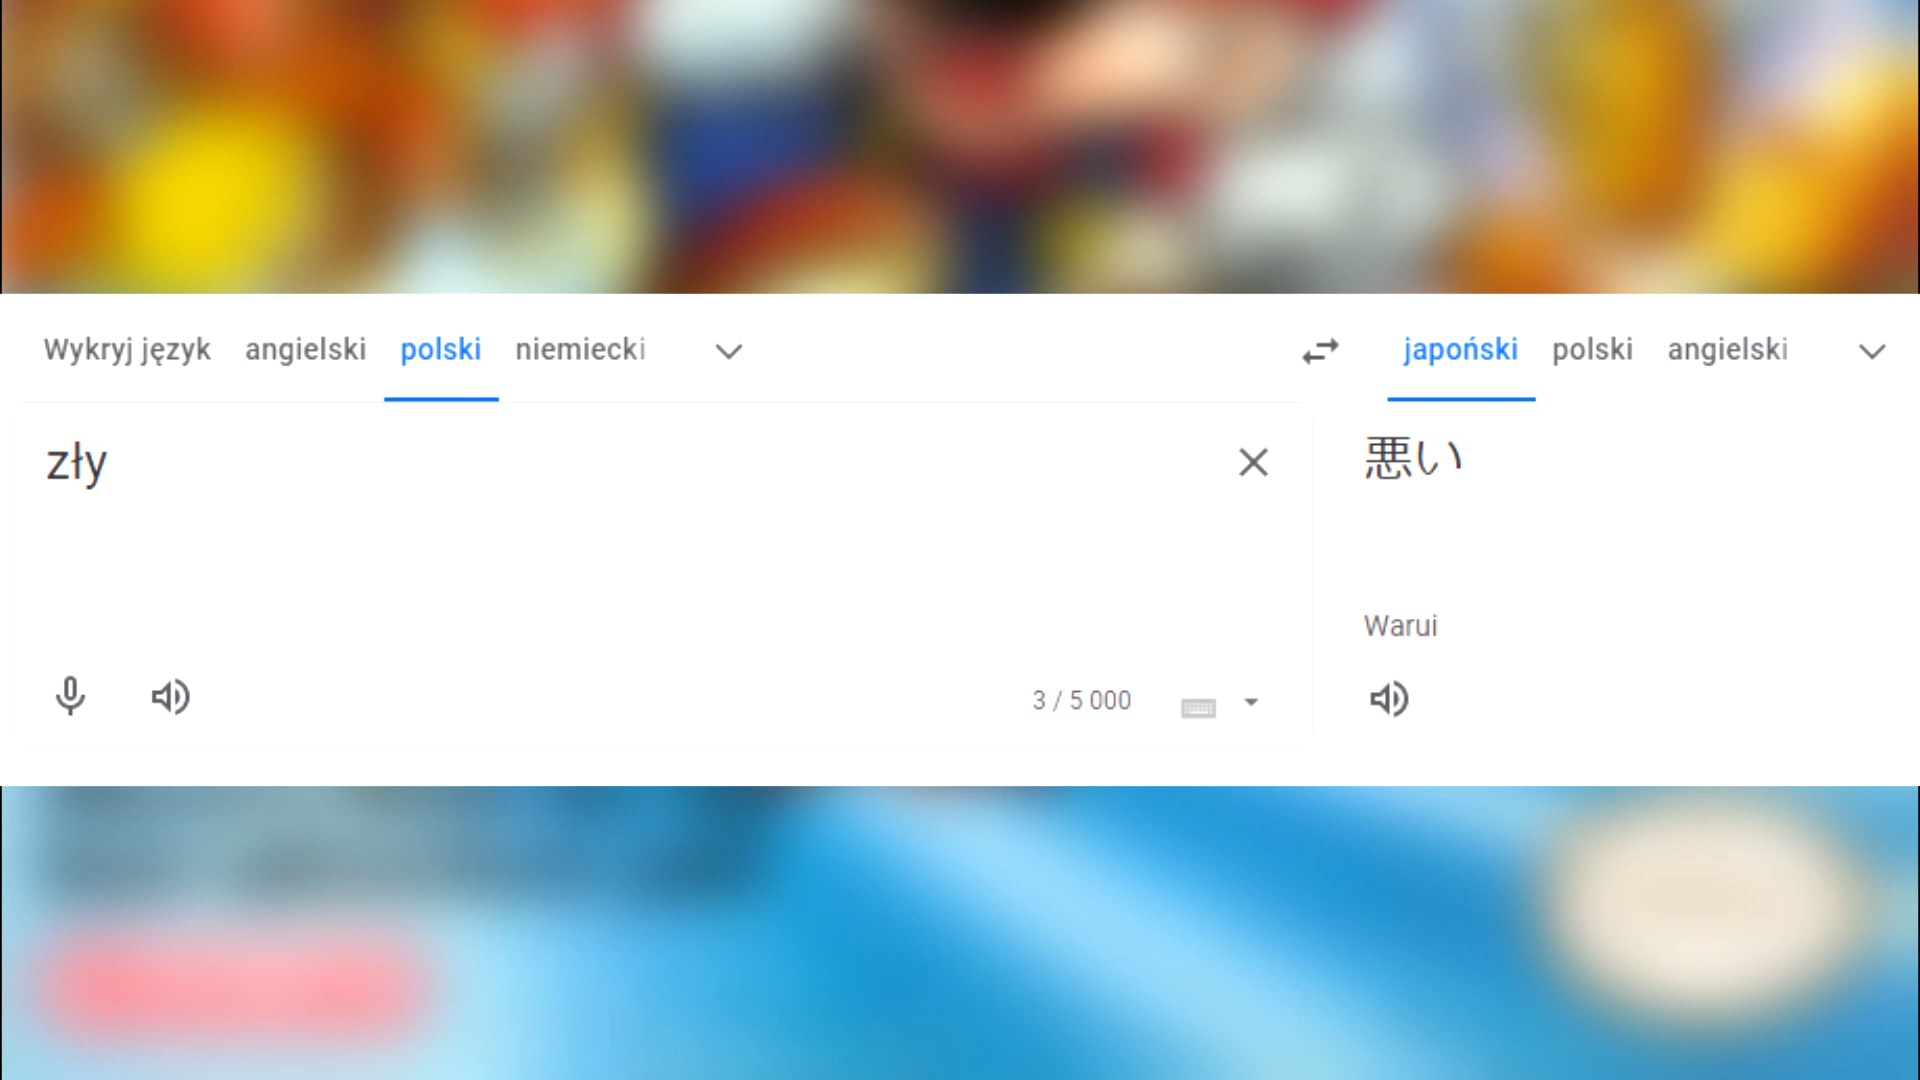 Wykryj język angielski polski niemiecki japoński polski angielski
zły 悪い
Warui
3 / 5 000